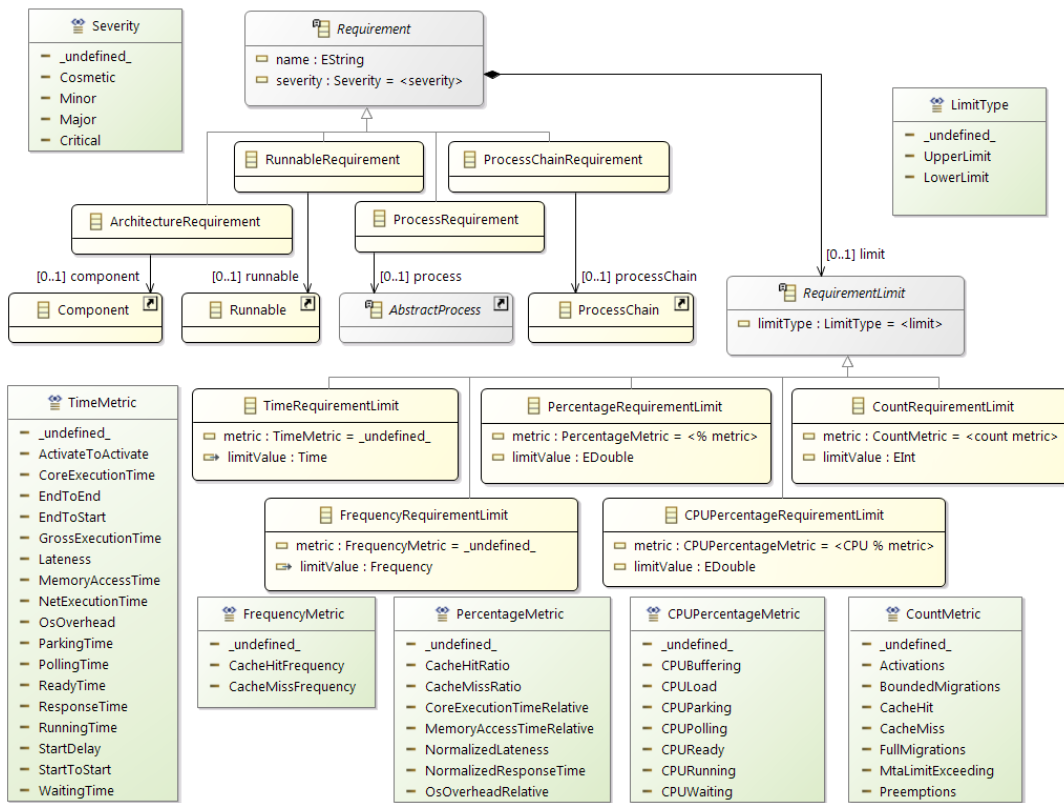 Severity
_undefined_
Cosmetic
Minor
Major
Critical
Requirement
name : EString
severity : Severity = <severity>
LimitType
_undefined_
UpperLimit
LowerLimit
RunnableRequirement
ProcessChainRequirement
ArchitectureRequirement
ProcessRequirement
[0..1] component
[0..1] runnable
[0..1] process
[0..1] processChain
[0..1] limit
Component
Runnable
AbstractProcess
ProcessChain
RequirementLimit
limitType : LimitType = <limit>
TimeMetric
_undefined_
ActivateToActivate
CoreExecutionTime
EndToEnd
EndToStart
GrossExecutionTime
Lateness
MemoryAccessTime
NetExecutionTime
OsOverhead
ParkingTime
PollingTime
ReadyTime
ResponseTime
RunningTime
StartDelay
StartToStart
WaitingTime
TimeRequirementLimit
metric : TimeMetric = _undefined_
limitValue : Time
PercentageRequirementLimit
metric : PercentageMetric = <% metric>
limitValue : EDouble
CountRequirementLimit
metric : CountMetric = <count metric>
limitValue : EInt
FrequencyRequirementLimit
metric : FrequencyMetric = _undefined_
limitValue : Frequency
CPUPercentageRequirementLimit
metric : CPUPercentageMetric = <CPU % metric>
limitValue : EDouble
FrequencyMetric
_undefined_
CacheHitFrequency
CacheMissFrequency
PercentageMetric
_undefined_
CacheHitRatio
CacheMissRatio
CoreExecutionTimeRelative
MemoryAccessTimeRelative
NormalizedLateness
NormalizedResponseTime
OsOverheadRelative
CPUPercentageMetric
_undefined_
CPUBuffering
CPULoad
CPUParking
CPUPolling
CPUReady
CPURunning
CPUWaiting
CountMetric
_undefined_
Activations
BoundedMigrations
CacheHit
CacheMiss
FullMigrations
MtaLimitExceeding
Preemptions